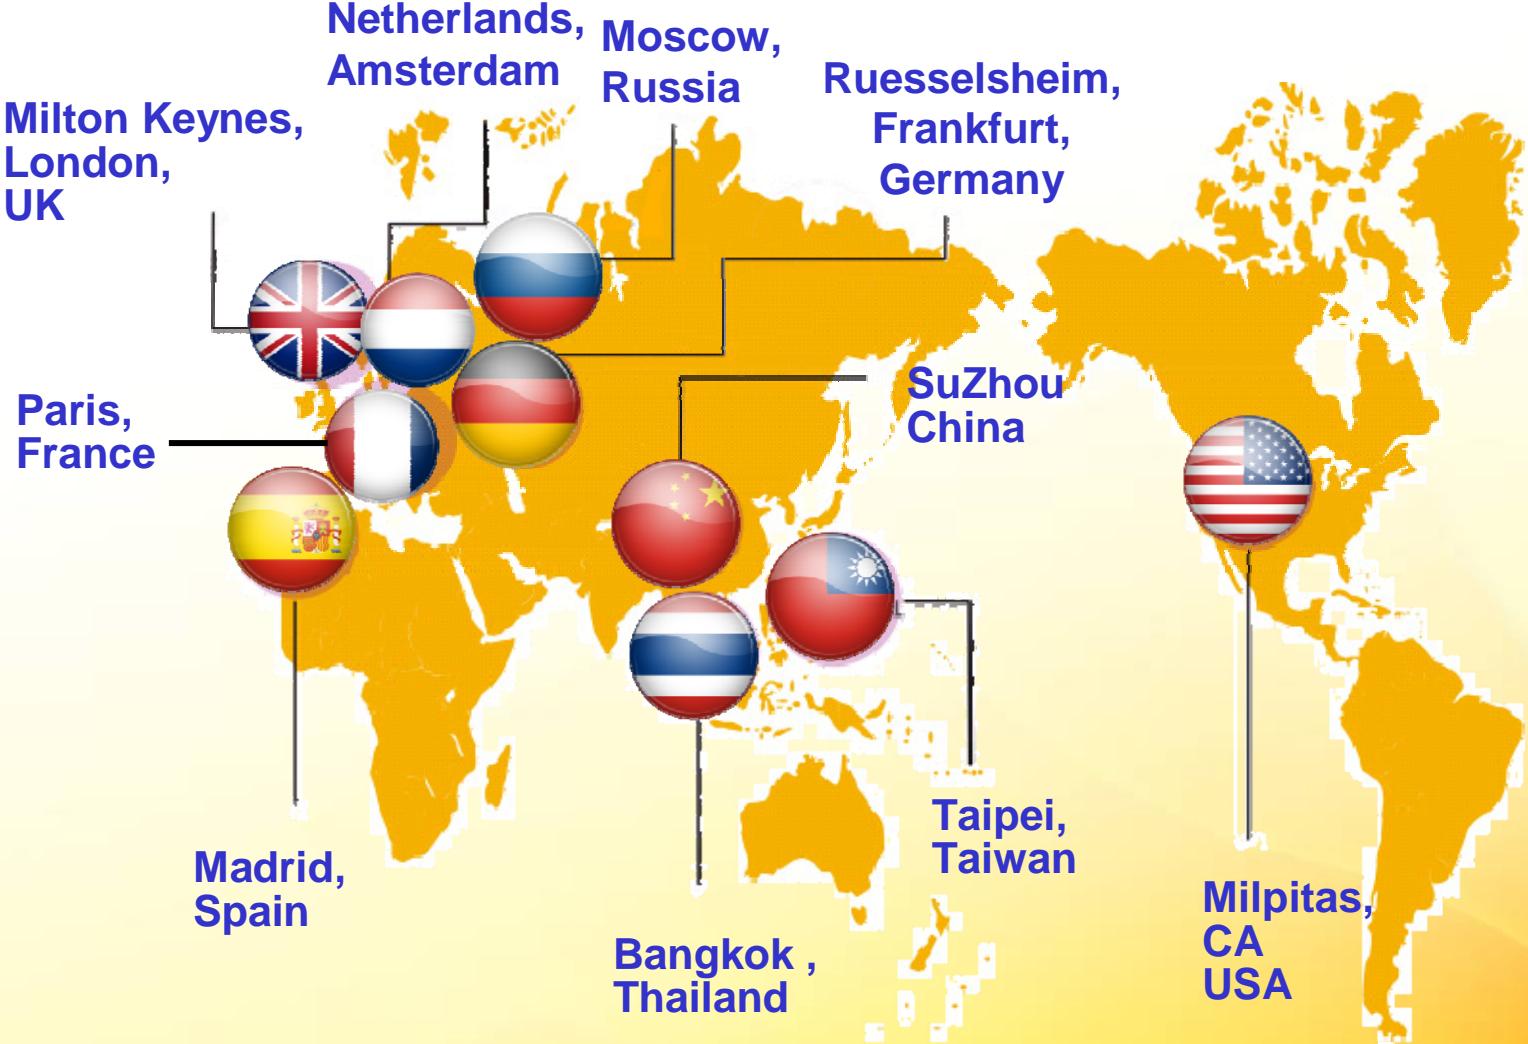 Netherlands,
Amsterdam
Moscow,
Russia
Ruesselsheim,
Frankfurt,
Germany
Milton Keynes,
London,
UK
Paris,
France
SuZhou
China
Taipei,
Taiwan
Madrid,
Spain
Bangkok ,
Thailand
Milpitas,
CA
USA